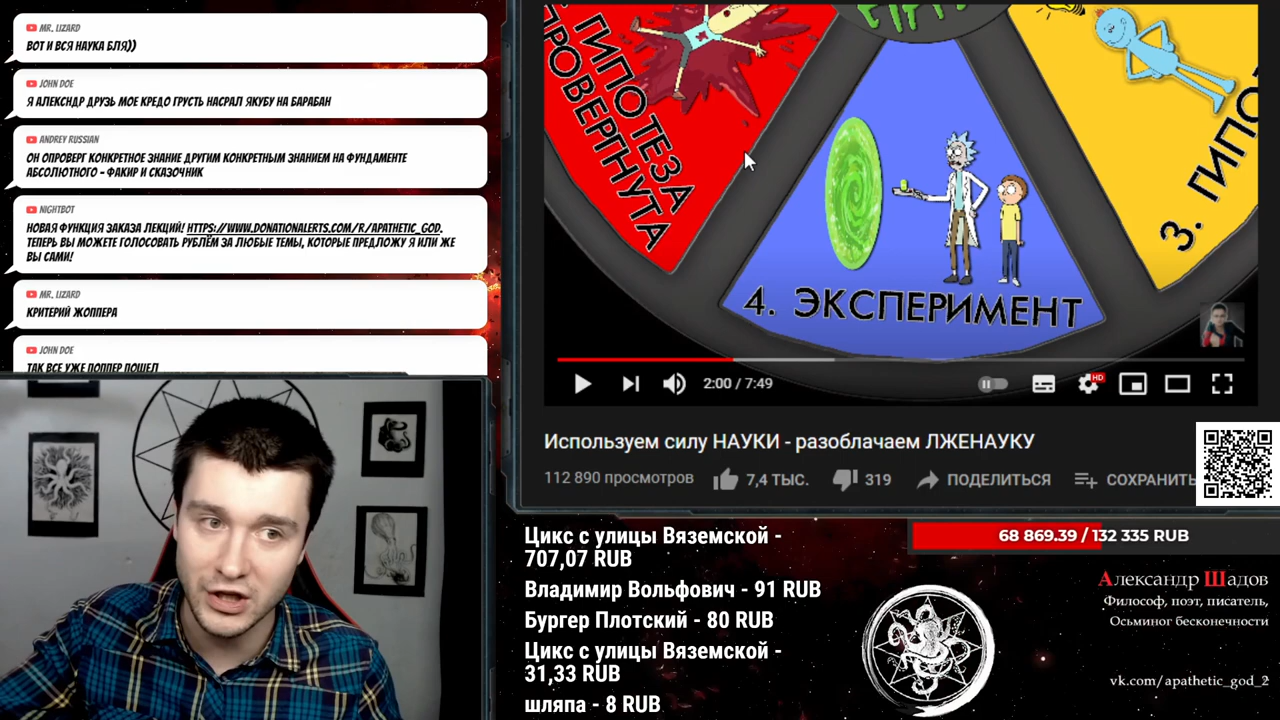 MR. LIZARD
ВОТ И ВСЯ НАУКА БЛЯ))
JOHN DOE
Я АЛЕКСНДР ДРУЗЬ МОЕ КРЕДО ГРУСТЬ НАСРАЛ ЯКУБУ НА БАРАБАН
ANDREY RUSSIAN
ОН ОПРОВЕРГ КОНКРЕТНОЕ ЗНАНИЕ ДРУГИМ КОНКРЕТНЫМ ЗНАНИЕМ НА ФУНДАМЕНТЕ
АБСОЛЮТНОГО - ФАКИР И СКАЗОЧНИК
NIGHTBOT
НОВАЯ ФУНКЦИЯ ЗАКАЗА ЛЕКЦИЙ! HTTPS://WWW.DONATIONALERTS.COM/R/APATHETIC_GOD.
ТЕПЕРЬ ВЫ МОЖЕТЕ ГОЛОСОВАТЬ РУБЛЁМ ЗА ЛЮБЫЕ ТЕМЫ, КОТОРЫЕ ПРЕДЛОЖУ Я ИЛИ ЖЕ
ВЫ САМИ!
MR. LIZARD
КРИТЕРИЙ ЖОППЕРА
JOHN DOE
ТАК ВСЕ УЖЕ ПОППЕР ПОШЕЛ
ГИПОТЕЗА
ПРОВЕРГНУТА
4. ЭКСПЕРИМЕНТ
3. ГИПО
2:00 / 7:49
HD
Используем силу НАУКИ - разоблачаем ЛЖЕНАУКУ
112 890 просмотров
7,4 ТЫС.
319
ПОДЕЛИТЬСЯ
СОХРАНИТЬ
Цикс с улицы Вяземской -
707,07 RUB
Владимир Вольфович - 91 RUB
Бургер Плотский - 80 RUB
Цикс с улицы Вяземской -
31,33 RUB
шляпа - 8 RUB
68 869.39 / 132 335 RUB
Александр Шадов
Философ, поэт, писатель,
Осьминог бесконечности
vk.com/apathetic_god_2